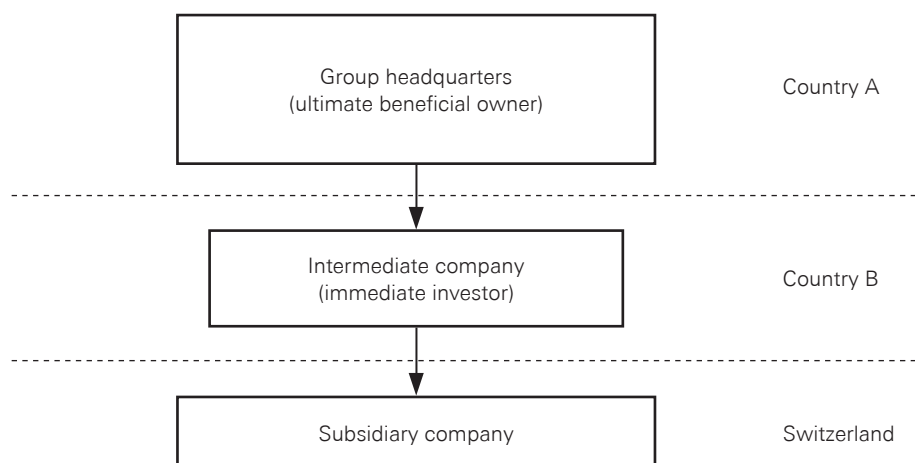 Group headquarters
(ultimate beneficial owner)
Country A
Intermediate company
(immediate investor)
Country B
Subsidiary company
Switzerland